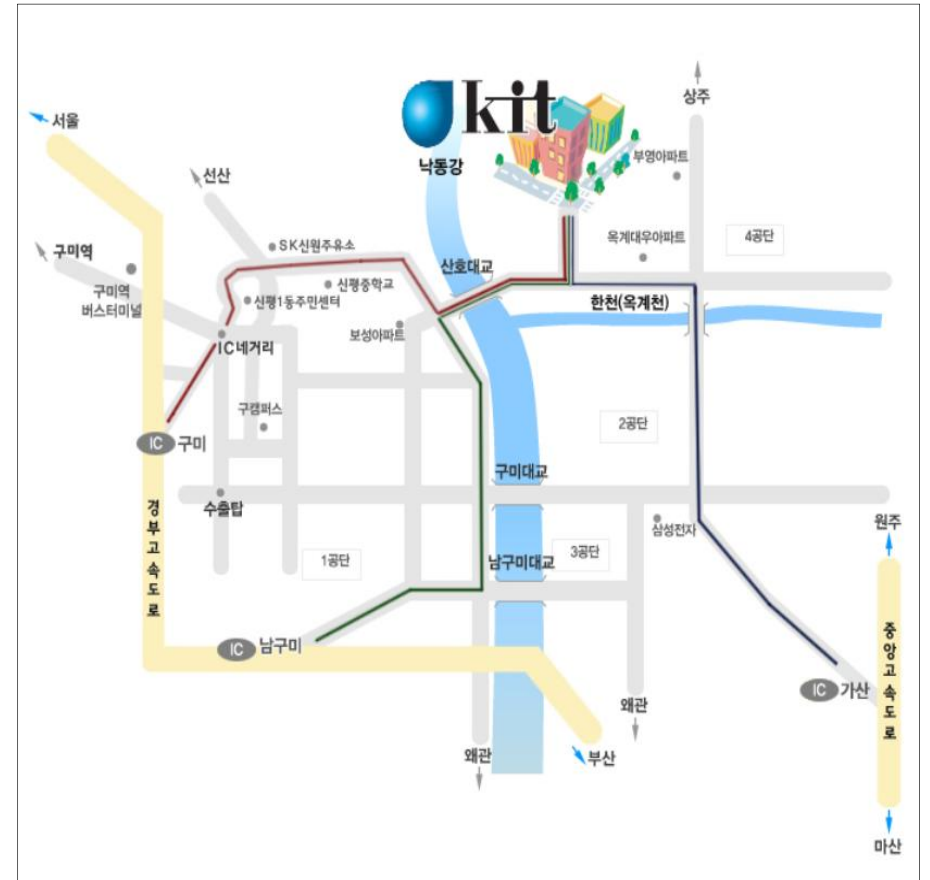 kit
상주
서울
낙동강
부영아파트
선산
SK신원주유소
옥계대우아파트
4공단
구미역
산호대교
신평중학교
구미역
버스터미널
신평1동주민센터
한천(옥계천)
보성아파트
IC네거리
구캠퍼스
2공단
IC 구미
구미대교
수출탑
경부고속도로
삼성전자
원주
1공단
남구미대교
3공단
IC 남구미
중앙고속도로
IC 가산
왜관
왜관
부산
마산